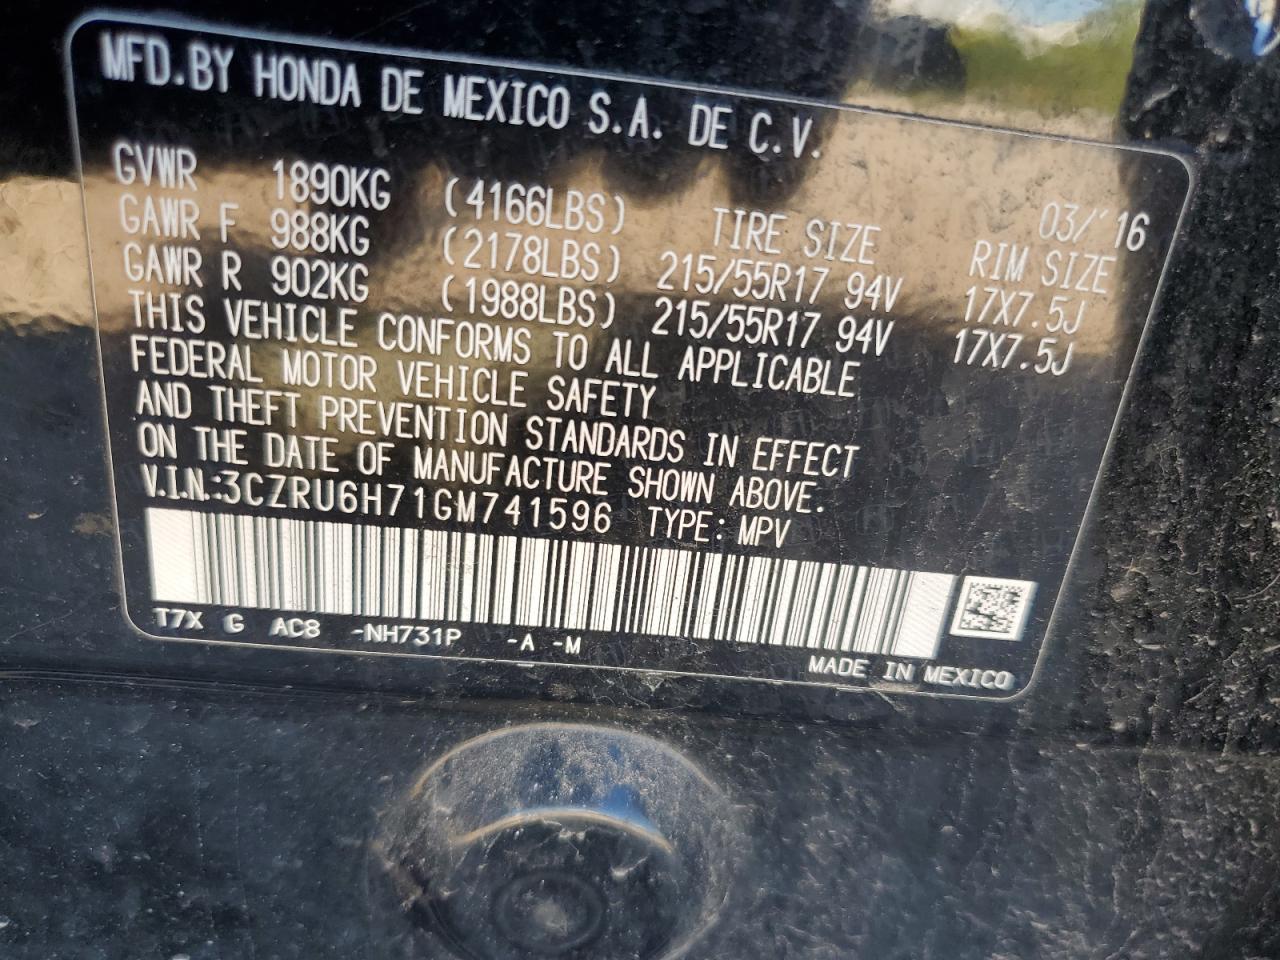 MFD.BY HONDA DE MEXICO S.A. DE C.V.
03/'16
GVWR 1890KG (4166LBS) TIRE SIZE RIM SIZE
GAWR F 988KG (2178LBS) 215/55R17 94V 17X7.5J
GAWR R 902KG (1988LBS) 215/55R17 94V 17X7.5J
THIS VEHICLE CONFORMS TO ALL APPLICABLE
FEDERAL MOTOR VEHICLE SAFETY
AND THEFT PREVENTION STANDARDS IN EFFECT
ON THE DATE OF MANUFACTURE SHOWN ABOVE.
V.I.N.:3CZRU6H71GM741596 TYPE: MPV
T7X G AC8 -NH731P -A -M
MADE IN MEXICO